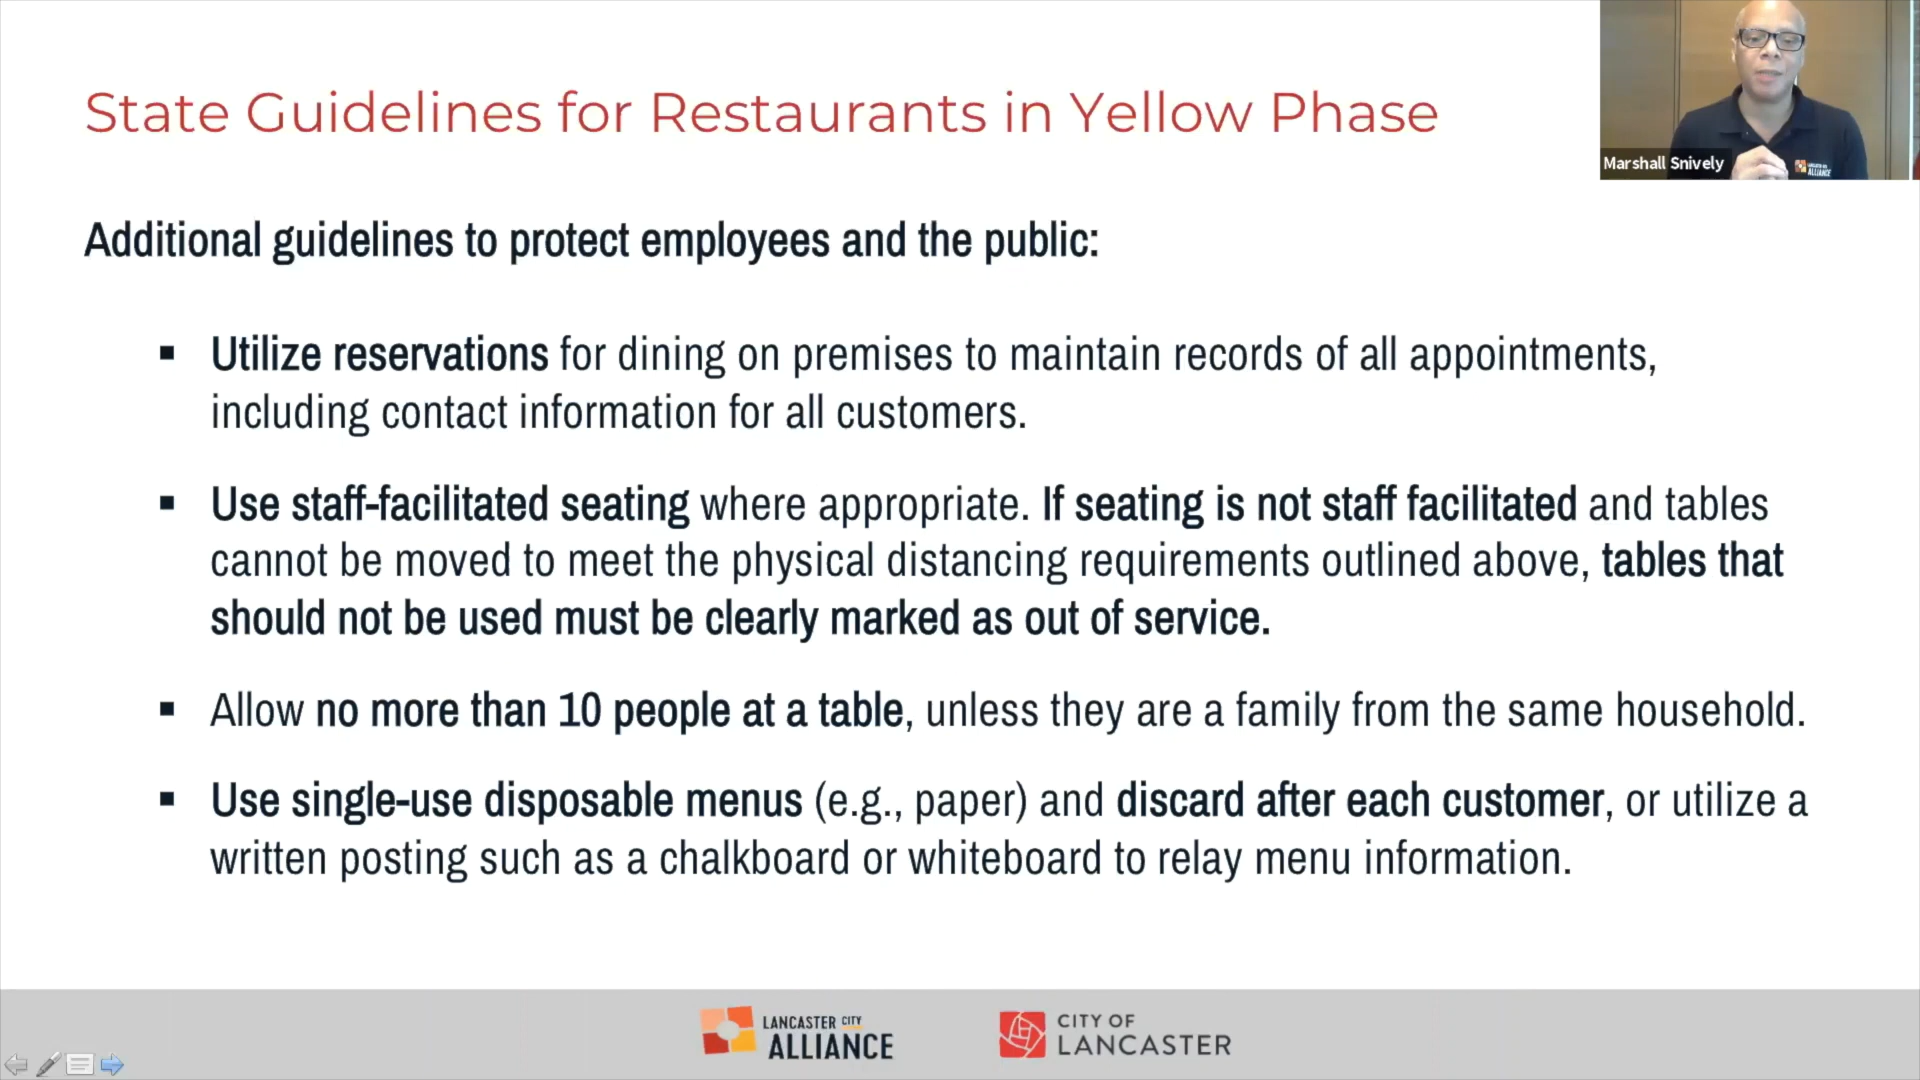 State Guidelines for Restaurants in Yellow Phase
Marshall Snively
LANCASTER CITY
ALLIANCE
Additional guidelines to protect employees and the public:
▪ Utilize reservations for dining on premises to maintain records of all appointments,
including contact information for all customers.
▪ Use staff-facilitated seating where appropriate. If seating is not staff facilitated and tables
cannot be moved to meet the physical distancing requirements outlined above, tables that
should not be used must be clearly marked as out of service.
▪ Allow no more than 10 people at a table, unless they are a family from the same household.
▪ Use single-use disposable menus (e.g., paper) and discard after each customer, or utilize a
written posting such as a chalkboard or whiteboard to relay menu information.
LANCASTER CITY
ALLIANCE
CITY OF
LANCASTER